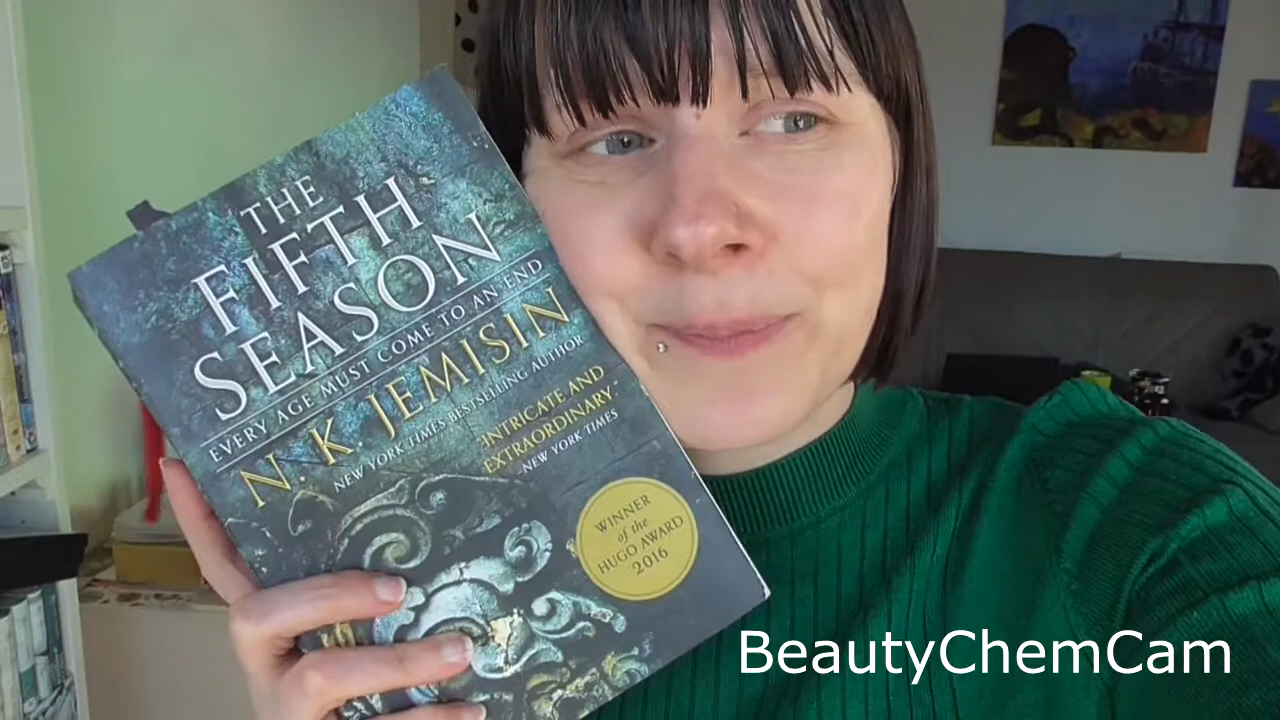 THE
FIFTH
SEASON
EVERY AGE MUST COME TO AN END
N. K. JEMISIN
NEW YORK TIMES BESTSELLING AUTHOR
"INTRICATE AND
EXTRAORDINARY."
–NEW YORK TIMES
WINNER
of the
HUGO AWARD
2016
BeautyChemCam